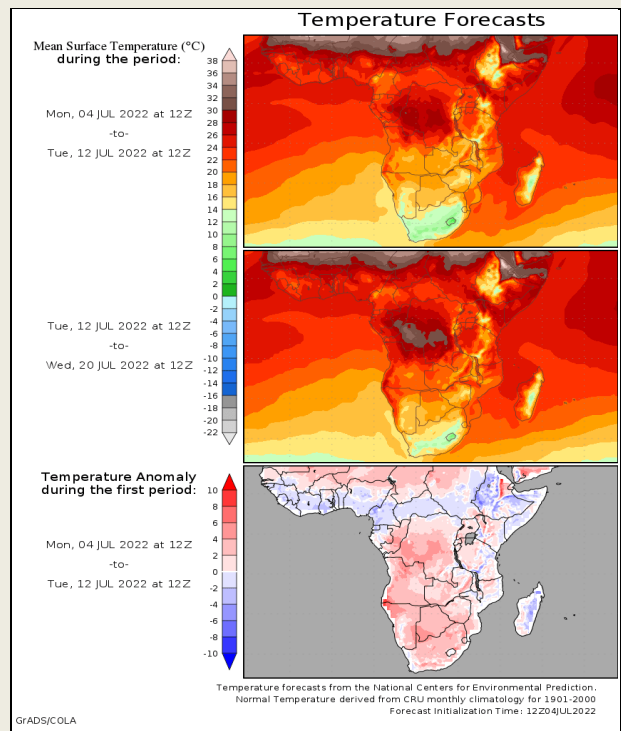 Temperature Forecasts
Mean Surface Temperature (°C)
during the period:
Mon, 04 JUL 2022 at 12Z
-to-
Tue, 12 JUL 2022 at 12Z
38
36
34
32
30
28
26
24
22
20
18
16
14
12
10
8
6
4
2
0
-2
-4
-6
-8
-10
-12
-14
-16
-18
-20
-22
Tue, 12 JUL 2022 at 12Z
-to-
Wed, 20 JUL 2022 at 12Z
Temperature Anomaly
during the first period:
Mon, 04 JUL 2022 at 12Z
-to-
Tue, 12 JUL 2022 at 12Z
10
8
6
4
2
0
-2
-4
-6
-8
-10
Temperature forecasts from the National Centers for Environmental Prediction.
Normal Temperature derived from CRU monthly climatology for 1901-2000
Forecast Initialization Time: 12Z04JUL2022
GrADS/COLA